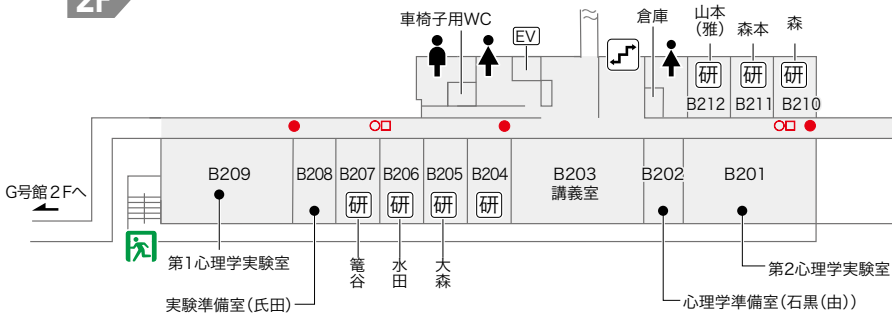 2F
車椅子用WC
EV
倉庫
山本
（雅）
森本
森
研
研
研
B212
B211
B210
B209
B208
B207
B206
B205
B204
B203
講義室
B202
B201
研
研
研
研
G号館２Fへ
第1心理学実験室
篭谷
水田
大森
第2心理学実験室
実験準備室（氏田）
心理学準備室（石黒（由））